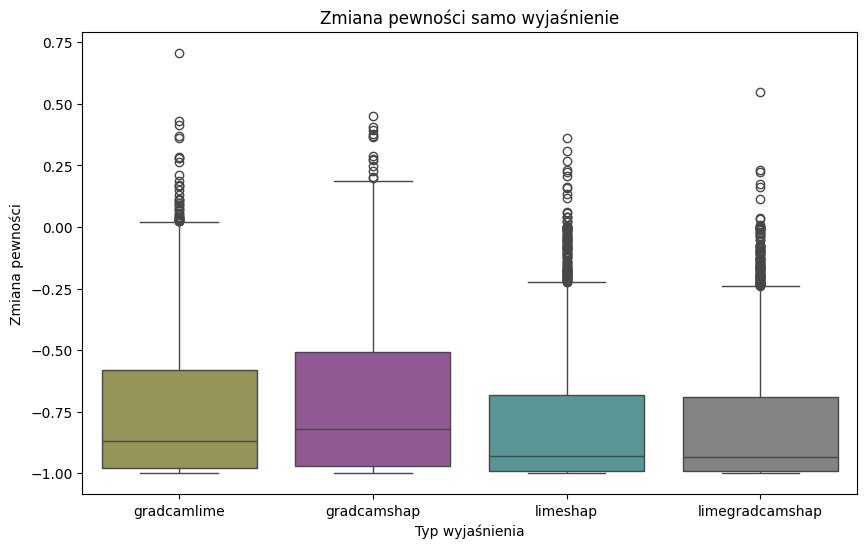 Zmiana pewności samo wyjaśnienie
Zmiana pewności
0.75
0.50
0.25
0.00
−0.25
−0.50
−0.75
−1.00
gradcamlime gradcamshap limeshap limegradcamshap
Typ wyjaśnienia